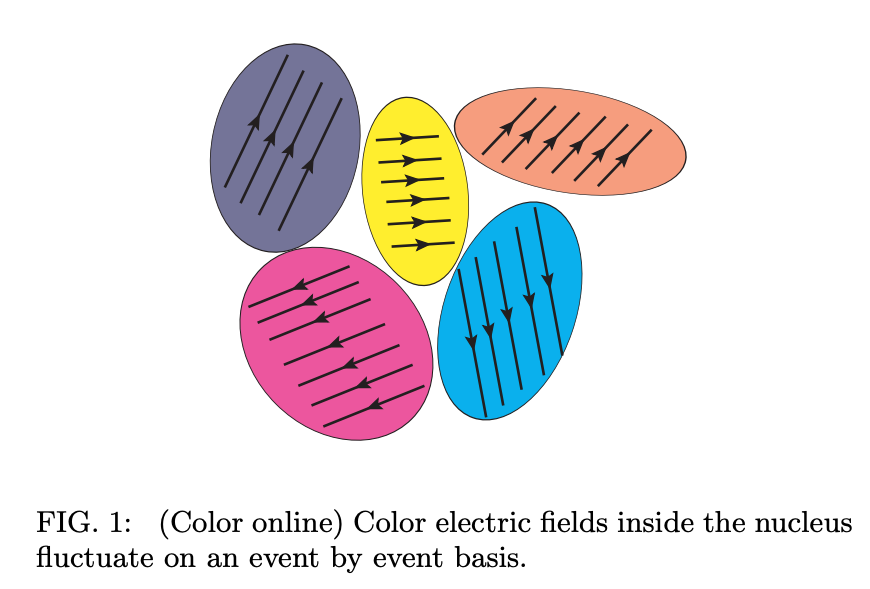 FIG. 1: (Color online) Color electric fields inside the nucleus
fluctuate on an event by event basis.